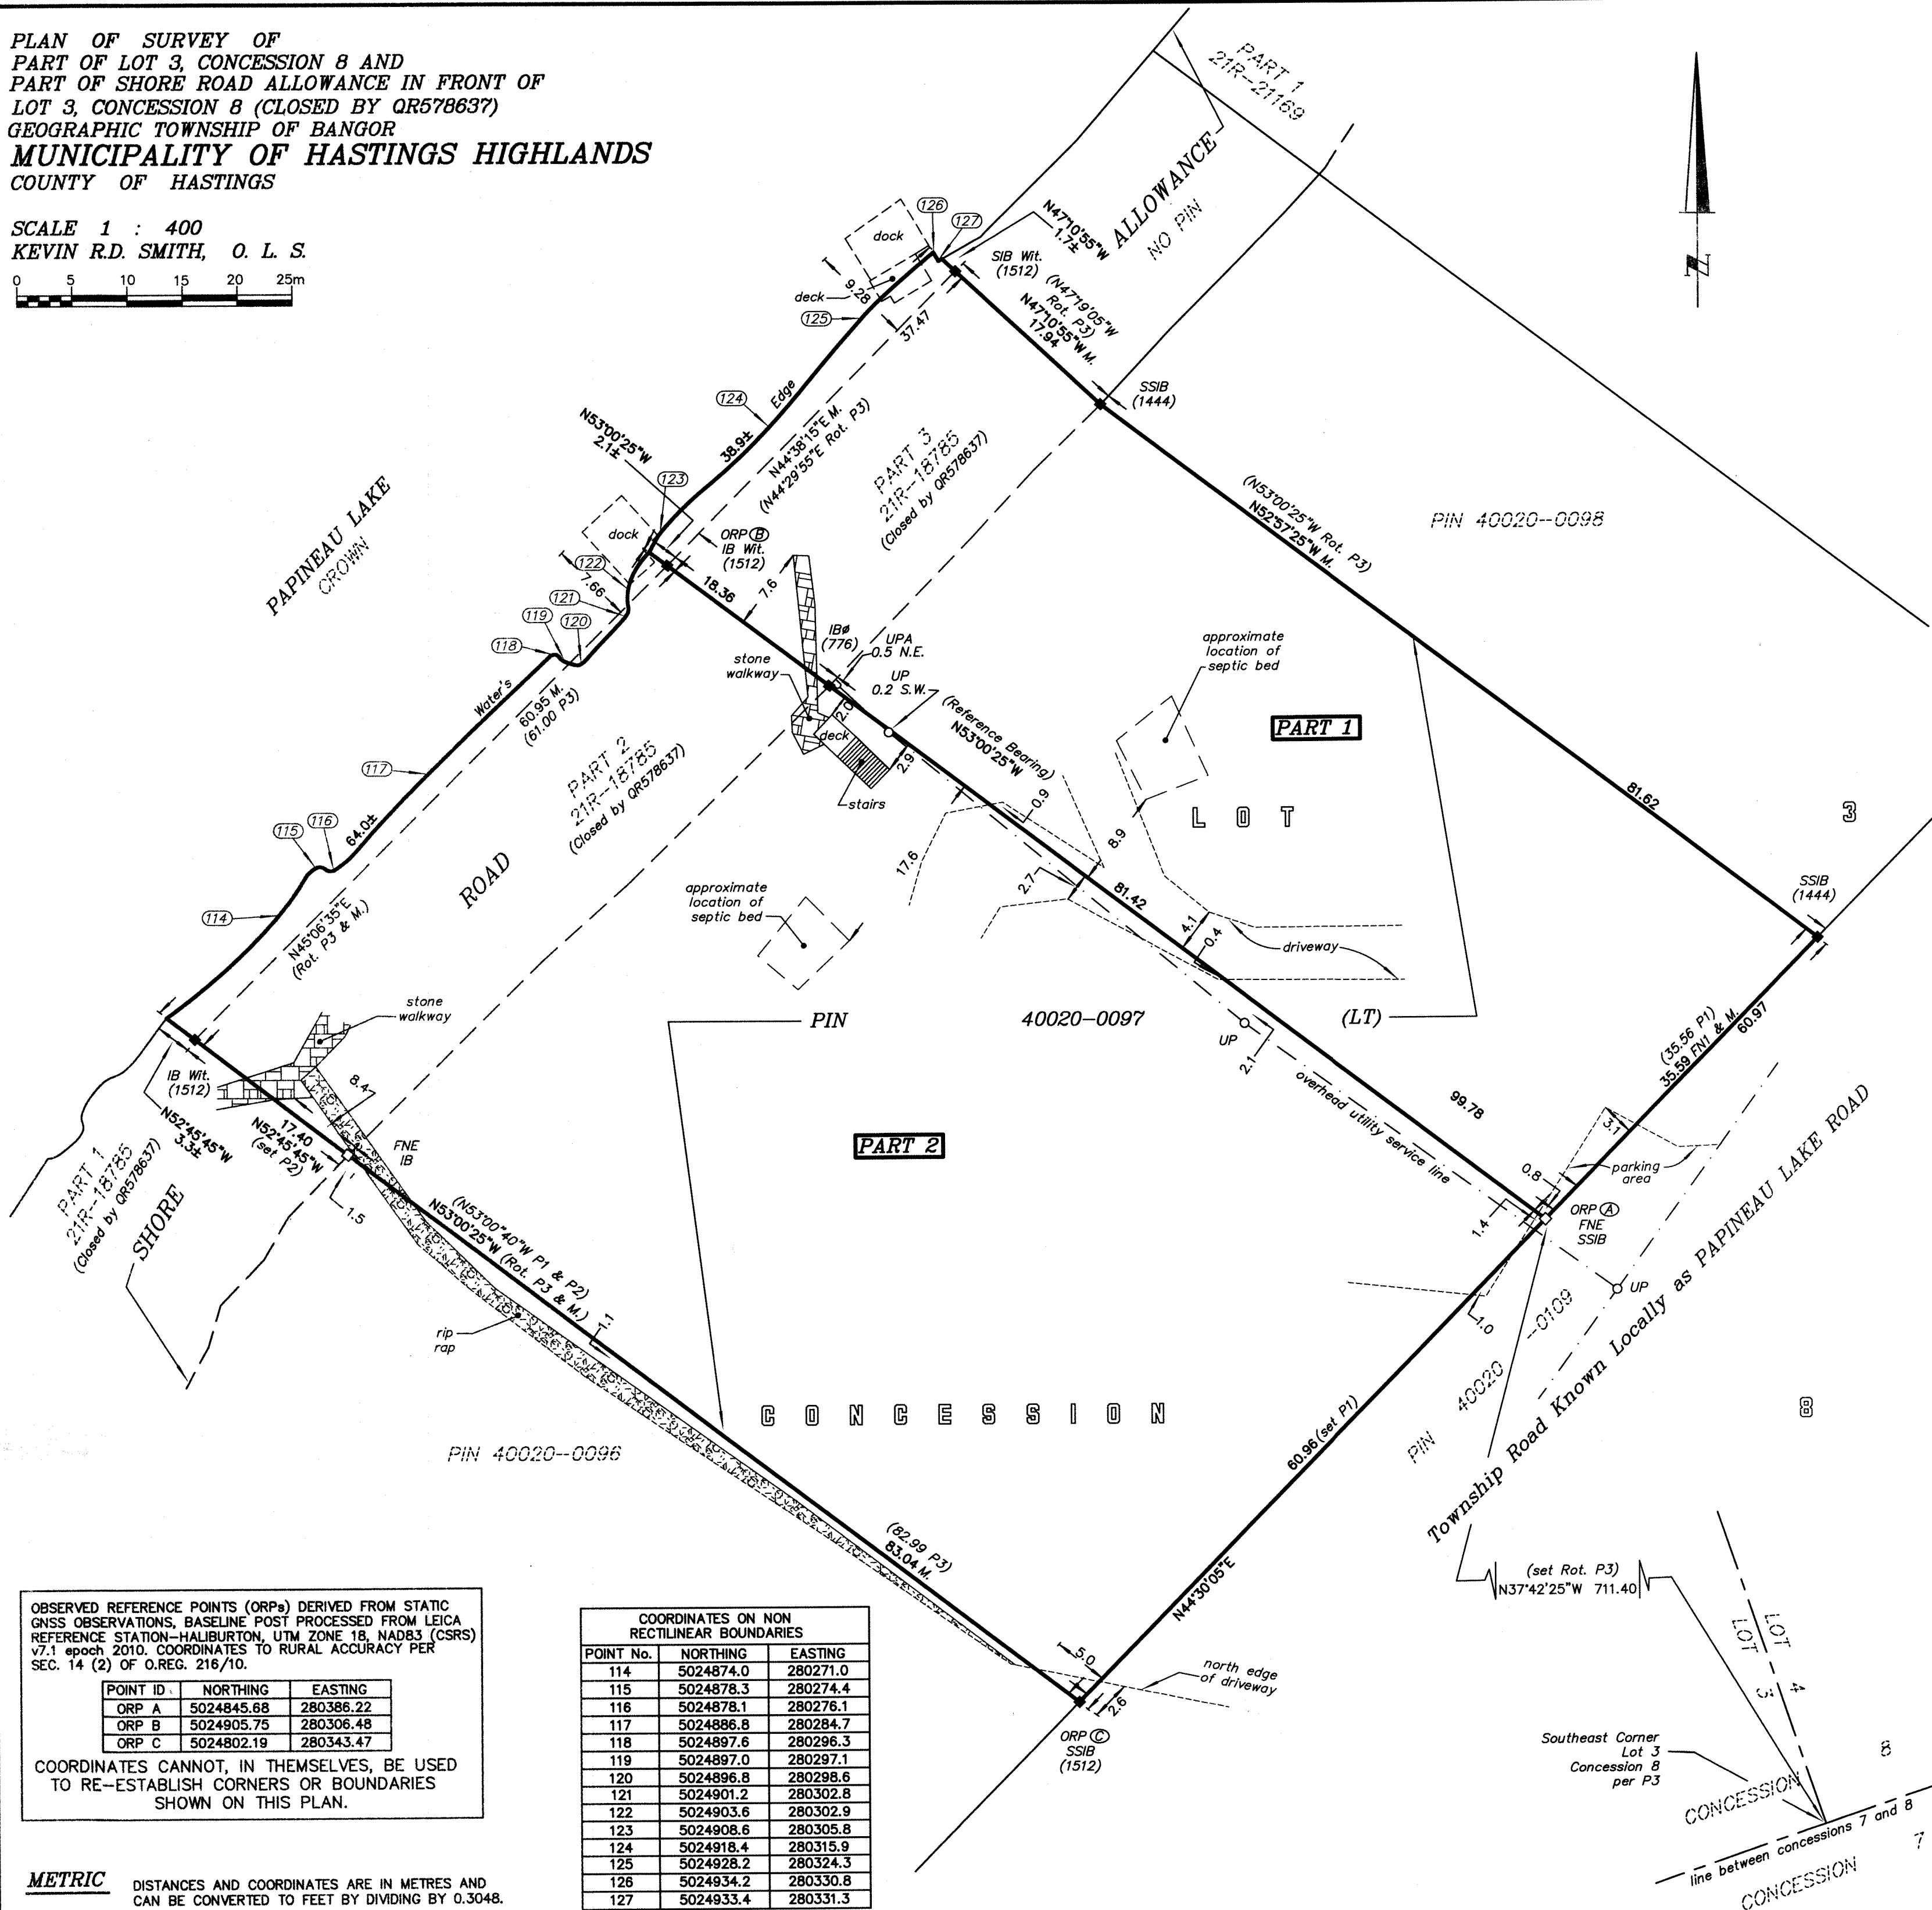 PLAN OF SURVEY OF
PART OF LOT 3, CONCESSION 8 AND
PART OF SHORE ROAD ALLOWANCE IN FRONT OF
LOT 3, CONCESSION 8 (CLOSED BY QR578637)
GEOGRAPHIC TOWNSHIP OF BANGOR
MUNICIPALITY OF HASTINGS HIGHLANDS
COUNTY OF HASTINGS
SCALE 1 : 400
KEVIN R.D. SMITH, O. L. S.
0 5 10 15 20 25m
PART 1
21R-21169
ALLOWANCE
NO PIN
N
126
127
dock
deck
9.28
125
37.47
N47°10'55"W
1.7±
SIB Wit.
(1512)
(N47°19'05"W
Rot. P3)
N47°10'55"W M.
17.94
SSIB
(1444)
124
Edge
38.9±
N44°38'15"E M.
(N44°29'55"E Rot. P3)
N53°00'25"W
2.1±
123
PART 3
21R-18785
(Closed by QR578637)
(N53°00'25"W Rot. P3)
N52°57'25"W M.
PIN 40020-0098
PAPINEAU LAKE
CROWN
dock
122
7.66
121
119
120
118
ORP B
IB Wit.
(1512)
18.36
7.6
IBø
(776)
UPA
0.5 N.E.
UP
0.2 S.W.
stone
walkway
2.0
deck
2.9
stairs
(Reference Bearing)
N53°00'25"W
approximate
location of
septic bed
PART 1
81.62
LOT
3
Water's
60.95 M.
(61.00 P3)
117
PART 2
21R-18785
(Closed by QR578637)
116
115
64.0±
114
N45°06'35"E
(Rot. P3 & M.)
ROAD
0.9
17.6
8.9
2.7
81.42
4.1
0.4
driveway
SSIB
(1444)
approximate
location of
septic bed
stone
walkway
PIN 40020-0097 (LT)
UP
2.1
overhead utility service line
99.78
(35.56 P1)
35.59 FN1 & M.
60.97
3.1
parking
area
0.8
1.4
ORP A
FNE
SSIB
UP
1.0
IB Wit.
(1512)
N52°45'45"W
3.3±
17.40
N52°45'45"W
(set P2)
8.4
FNE
IB
1.5
PART 1
21R-18785
(Closed by QR578637)
SHORE
PART 2
(N53°00'40"W P1 & P2)
N53°00'25"W (Rot. P3 & M.)
1.1
rip
rap
CONCESSION
8
PIN 40020-0096
60.96 (set P1)
PIN 40020-0109
Township Road Known Locally as PAPINEAU LAKE ROAD
(82.99 P3)
83.04 M.
N44°30'05"E
5.0
2.6
north edge
of driveway
ORP C
SSIB
(1512)
(set Rot. P3)
N37°42'25"W 711.40
LOT 4
LOT 3
Southeast Corner
Lot 3
Concession 8
per P3
CONCESSION 8
line between concessions 7 and 8
CONCESSION 7
OBSERVED REFERENCE POINTS (ORPs) DERIVED FROM STATIC
GNSS OBSERVATIONS, BASELINE POST PROCESSED FROM LEICA
REFERENCE STATION-HALIBURTON, UTM ZONE 18, NAD83 (CSRS)
v7.1 epoch 2010. COORDINATES TO RURAL ACCURACY PER
SEC. 14 (2) OF O.REG. 216/10.
POINT ID NORTHING EASTING
ORP A 5024845.68 280386.22
ORP B 5024905.75 280306.48
ORP C 5024802.19 280343.47
COORDINATES CANNOT, IN THEMSELVES, BE USED
TO RE-ESTABLISH CORNERS OR BOUNDARIES
SHOWN ON THIS PLAN.
METRIC DISTANCES AND COORDINATES ARE IN METRES AND
CAN BE CONVERTED TO FEET BY DIVIDING BY 0.3048.
COORDINATES ON NON
RECTILINEAR BOUNDARIES
POINT No. NORTHING EASTING
114 5024874.0 280271.0
115 5024878.3 280274.4
116 5024878.1 280276.1
117 5024886.8 280284.7
118 5024897.6 280296.3
119 5024897.0 280297.1
120 5024896.8 280298.6
121 5024901.2 280302.8
122 5024903.6 280302.9
123 5024908.6 280305.8
124 5024918.4 280315.9
125 5024928.2 280324.3
126 5024934.2 280330.8
127 5024933.4 280331.3